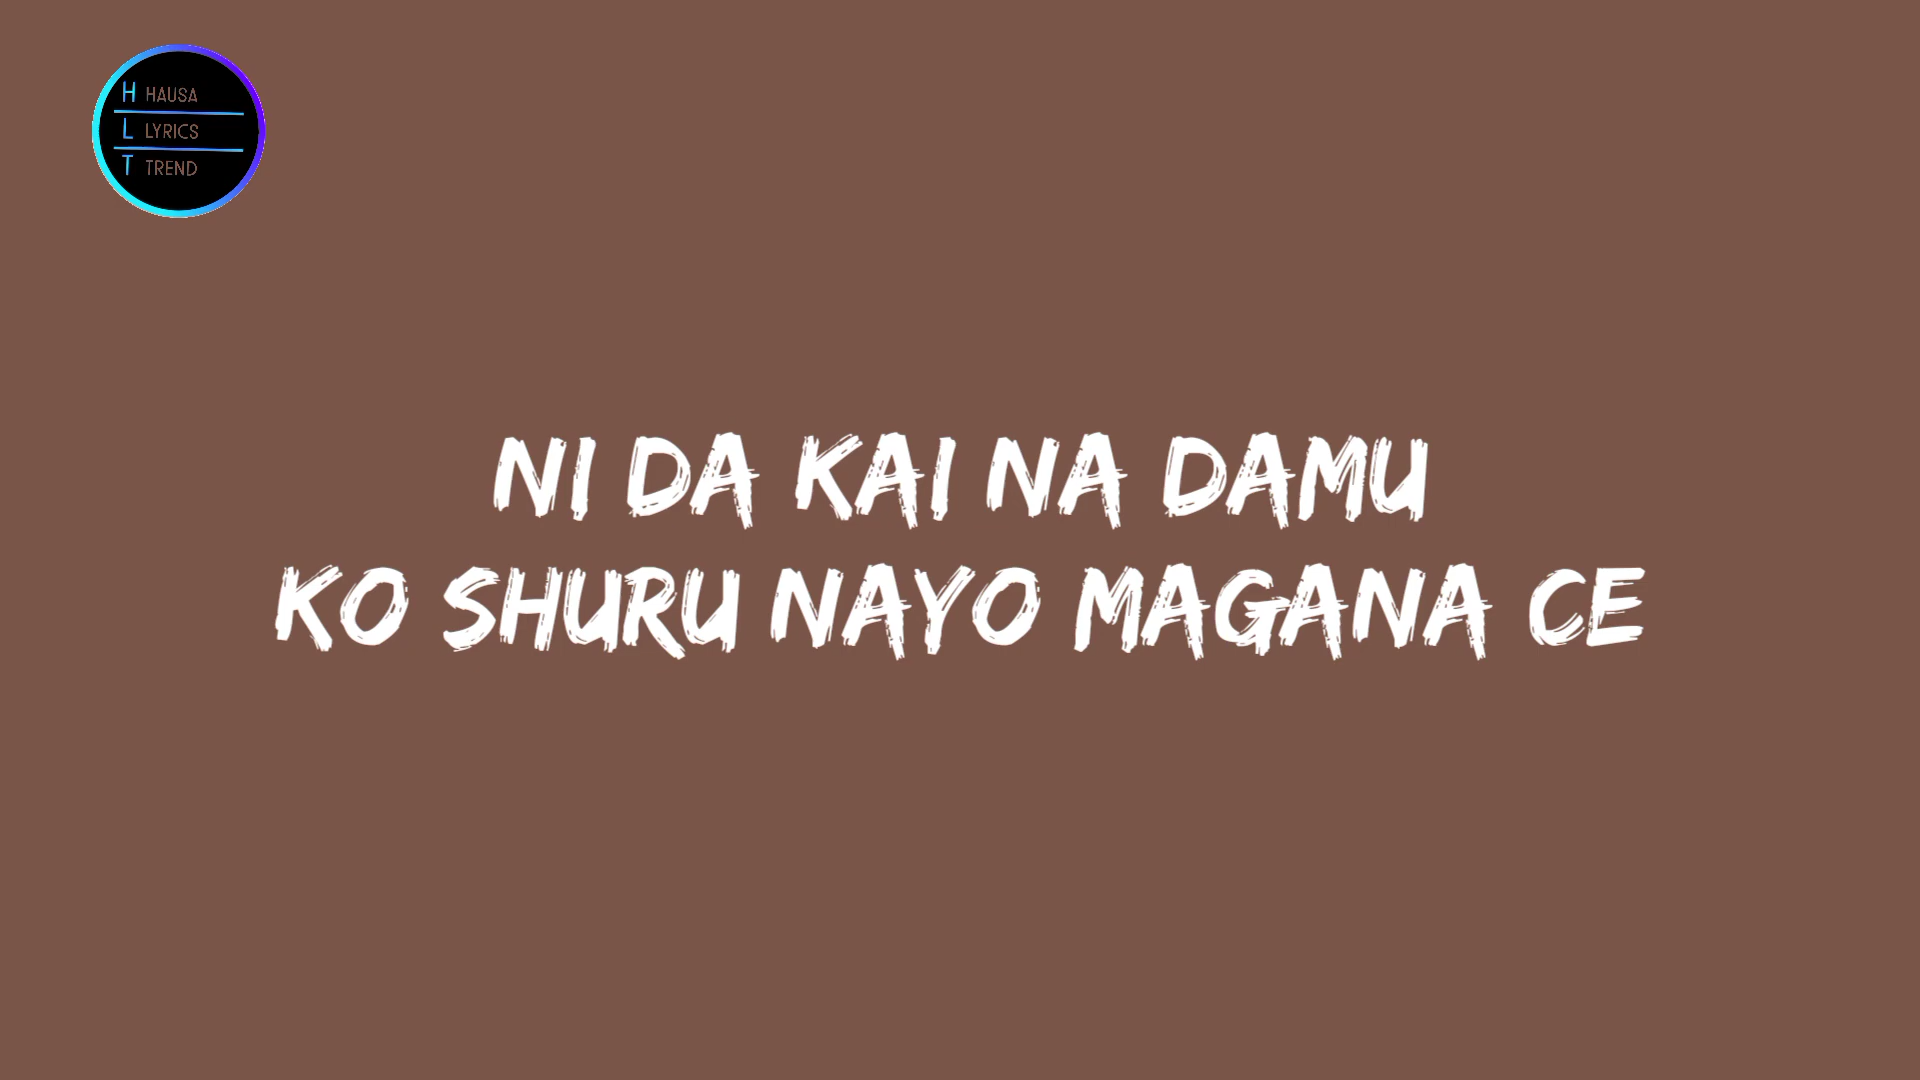 H HAUSA
L LYRICS
T TREND
NI DA KAI NA DAMU
KO SHURU NAYO MAGANA CE